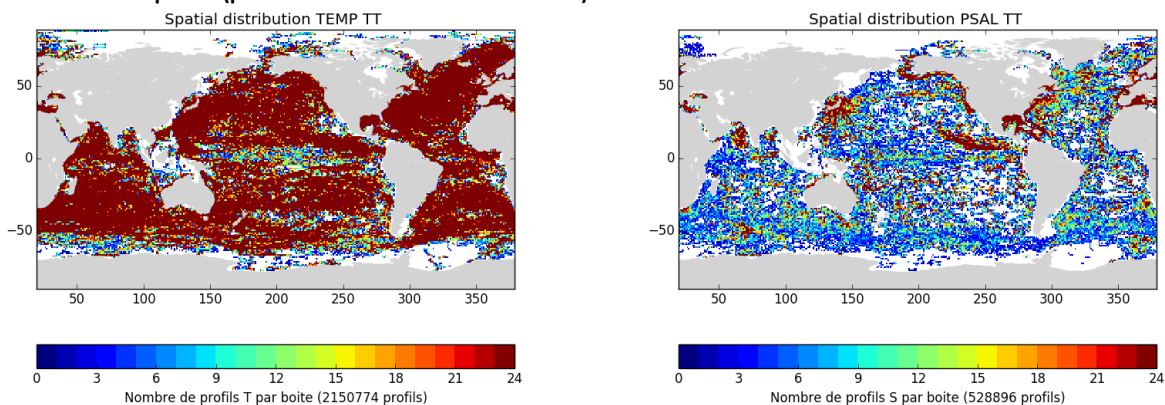 Spatial distribution TEMP TT
50
0
−50
50 100 150 200 250 300 350
0 3 6 9 12 15 18 21 24
Nombre de profils T par boite (2150774 profils)
Spatial distribution PSAL TT
50
0
−50
50 100 150 200 250 300 350
0 3 6 9 12 15 18 21 24
Nombre de profils S par boite (528896 profils)